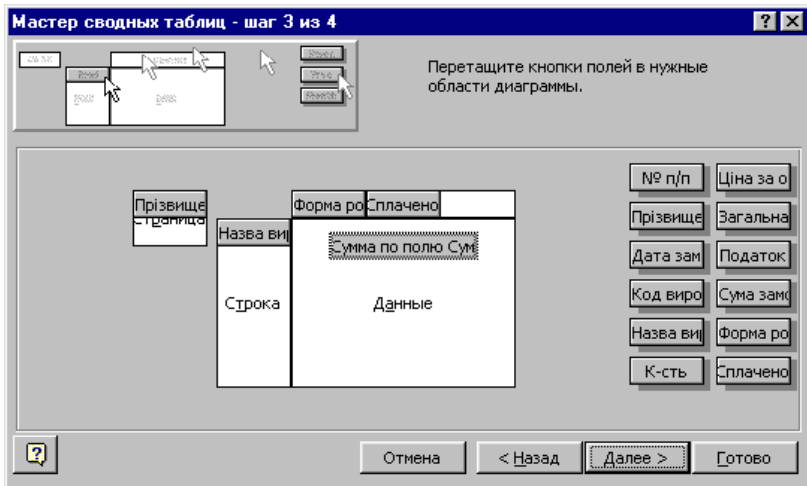 Мастер сводных таблиц - шаг 3 из 4
Перетащите кнопки полей в нужные
области диаграммы.
Прізвище
Страница
Форма ро
Сплачено
Назва ви
Сумма по полю Сум
Строка
Данные
№ п/п
Ціна за о
Прізвище
Загальна
Дата зам
Податок
Код виро
Сума замо
Назва ви
Форма ро
К-сть
Сплачено
Отмена
< Назад
Далее >
Готово